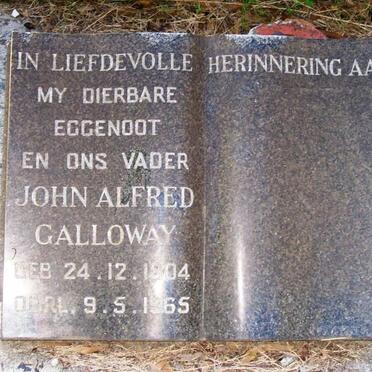 IN LIEFDEVOLLE HERINNERING AA
MY DIERBARE
EGGENOOT
EN ONS VADER
JOHN ALFRED
GALLOWAY
GEB 24.12.1904
OORL. 9.5.1965